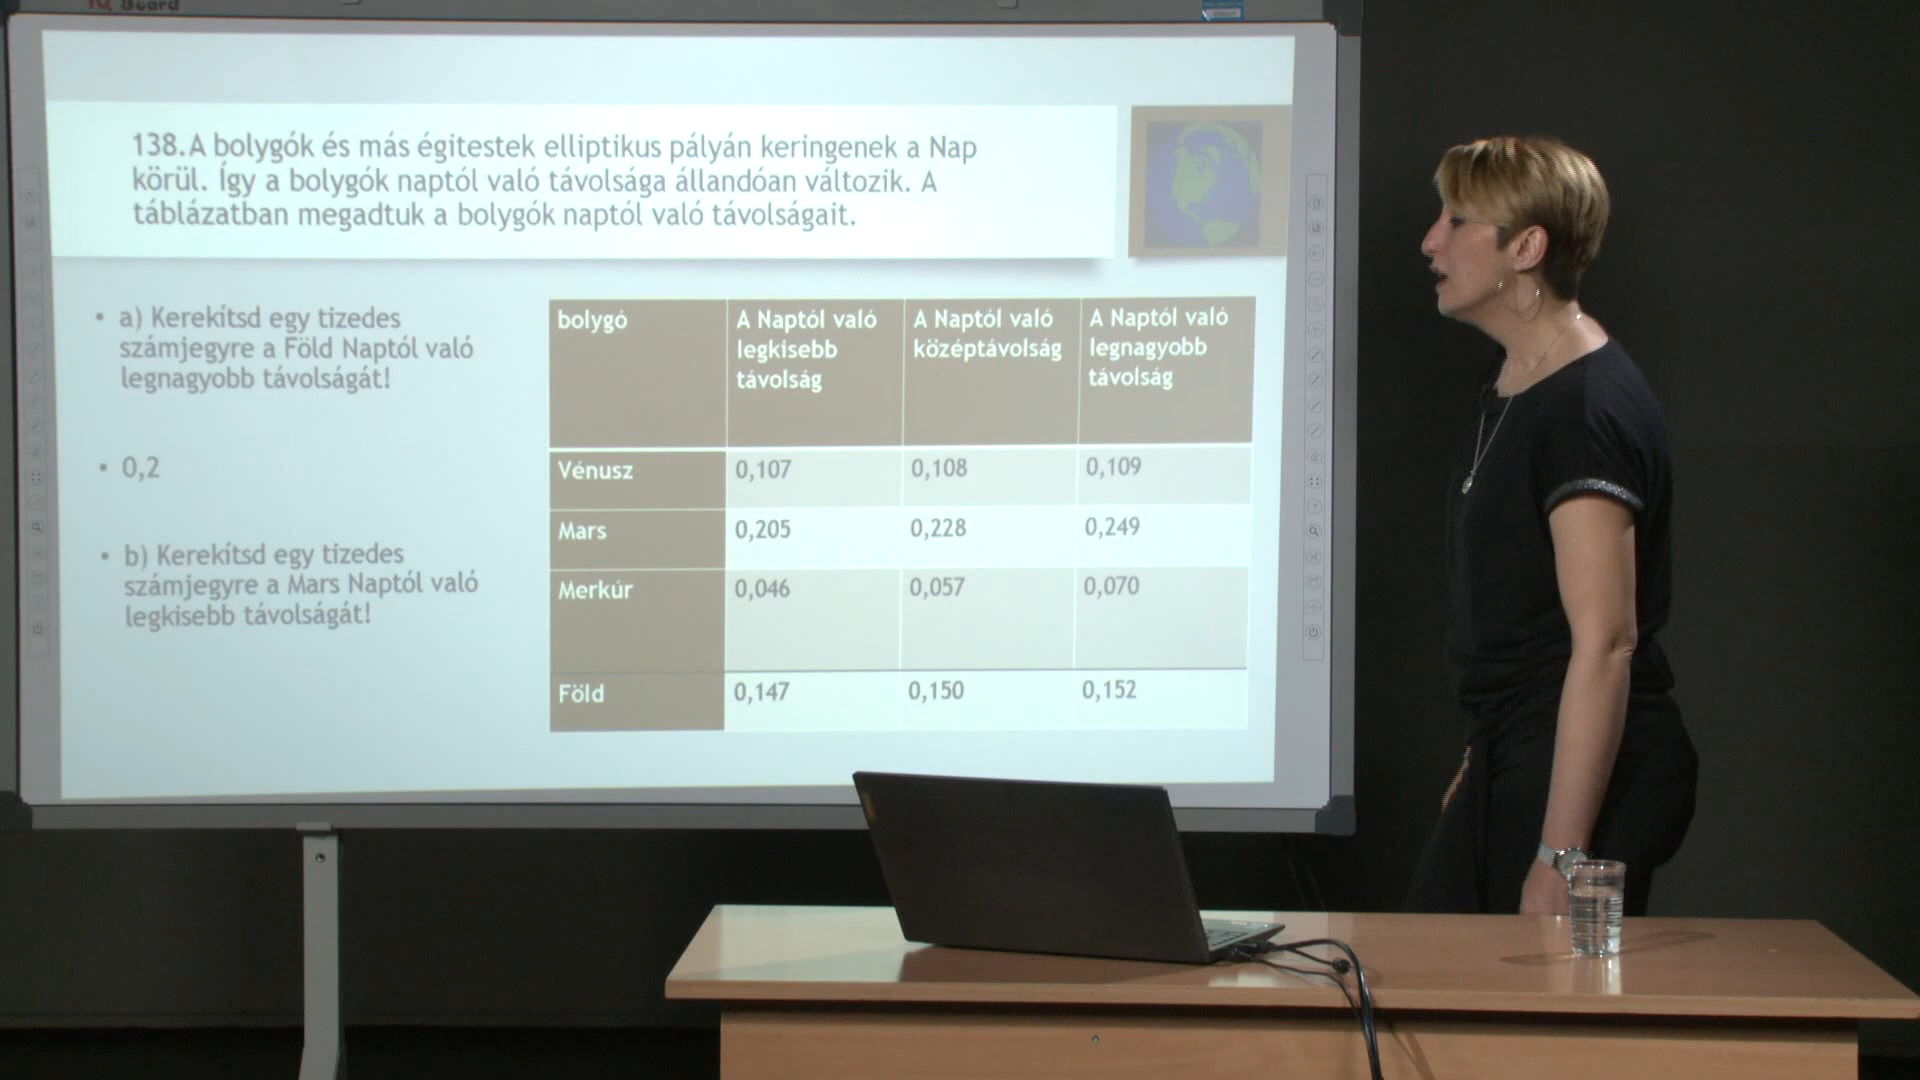 IQ Board
138.A bolygók és más égitestek elliptikus pályán keringenek a Nap
körül. Így a bolygók naptól való távolsága állandóan változik. A
táblázatban megadtuk a bolygók naptól való távolságait.
• a) Kerekítsd egy tizedes
számjegyre a Föld Naptól való
legnagyobb távolságát!
• 0,2
• b) Kerekítsd egy tizedes
számjegyre a Mars Naptól való
legkisebb távolságát!
bolygó A Naptól való legkisebb távolság A Naptól való középtávolság A Naptól való legnagyobb távolság
Vénusz 0,107 0,108 0,109
Mars 0,205 0,228 0,249
Merkúr 0,046 0,057 0,070
Föld 0,147 0,150 0,152